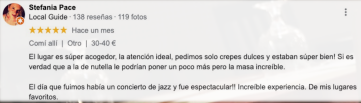 Stefania Pace
Local Guide · 138 reseñas · 119 fotos
★★★★★ Hace un mes
Comí allí | Otro | 30-40 €
El lugar es súper acogedor, la atención ideal, pedimos solo crepes dulces y estaban súper bien! Si es
verdad que a la de nutella le podrían poner un poco más pero la masa increíble.
El día que fuimos había un concierto de jazz y fue espectacular!! Increíble experiencia. De mis lugares
favoritos.